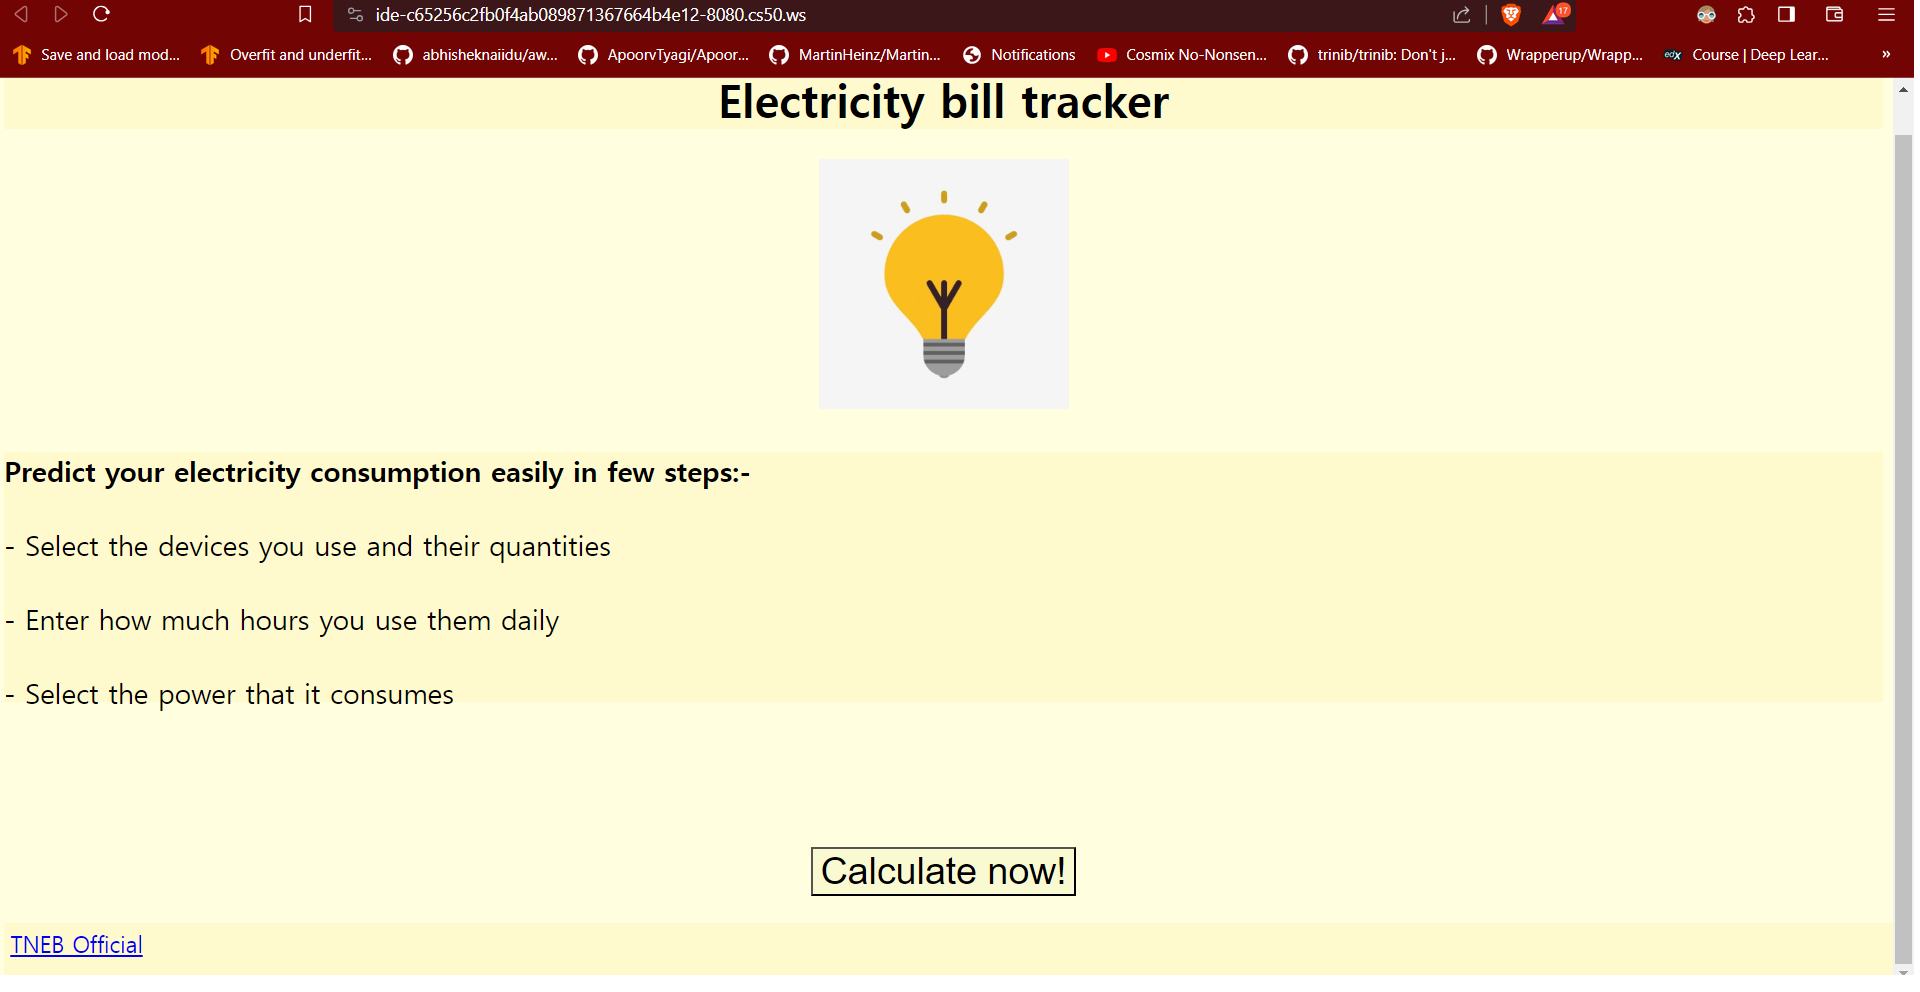 ide-c65256c2fb0f4ab089871367664b4e12-8080.cs50.ws
17
Save and load mod...
Overfit and underfit...
abhisheknaiidu/aw...
ApoorvTyagi/Apoor...
MartinHeinz/Martin...
Notifications
Cosmix No-Nonsen...
trinib/trinib: Don't j...
Wrapperup/Wrapp...
edX
Course | Deep Lear...
»
Electricity bill tracker
Predict your electricity consumption easily in few steps:-
- Select the devices you use and their quantities
- Enter how much hours you use them daily
- Select the power that it consumes
Calculate now!
TNEB Official